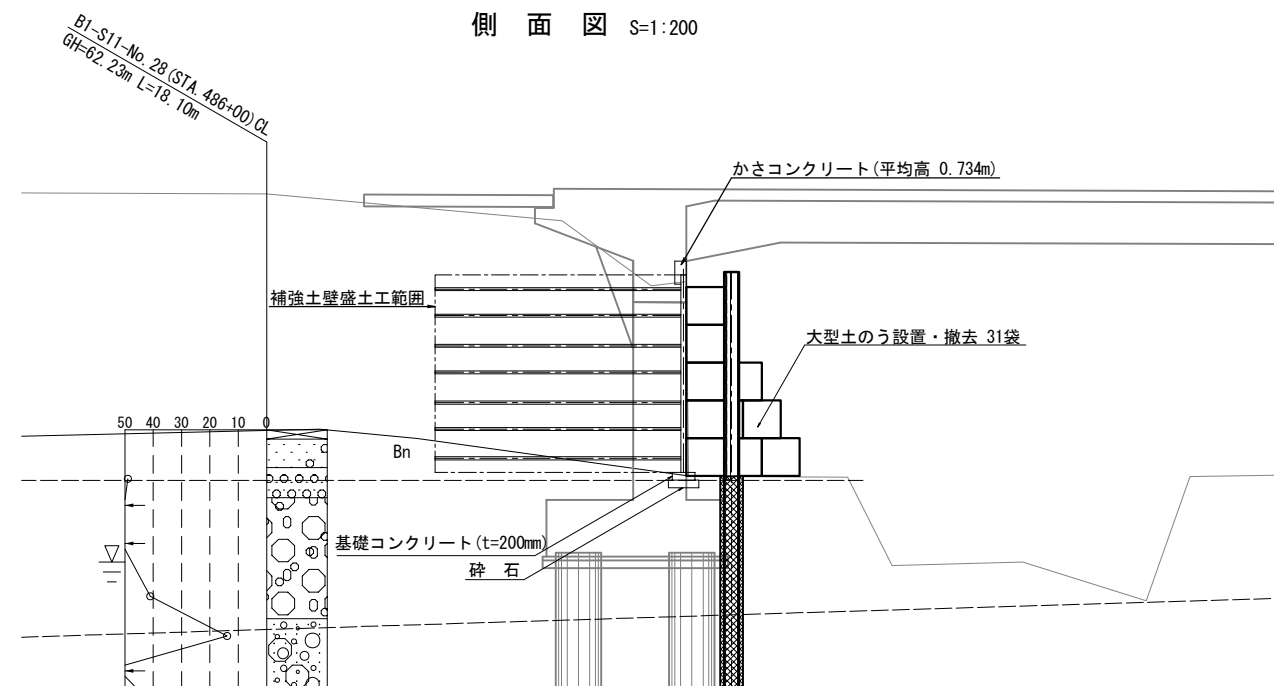 側 面 図 S=1:200
B1-S11-No.28(STA.486+00)CL
GH=62.23m L=18.10m
かさコンクリート(平均高 0.734m)
補強土壁盛土工範囲
大型土のう設置・撤去 31袋
50 40 30 20 10 0
Bn
基礎コンクリート(t=200mm)
砕 石